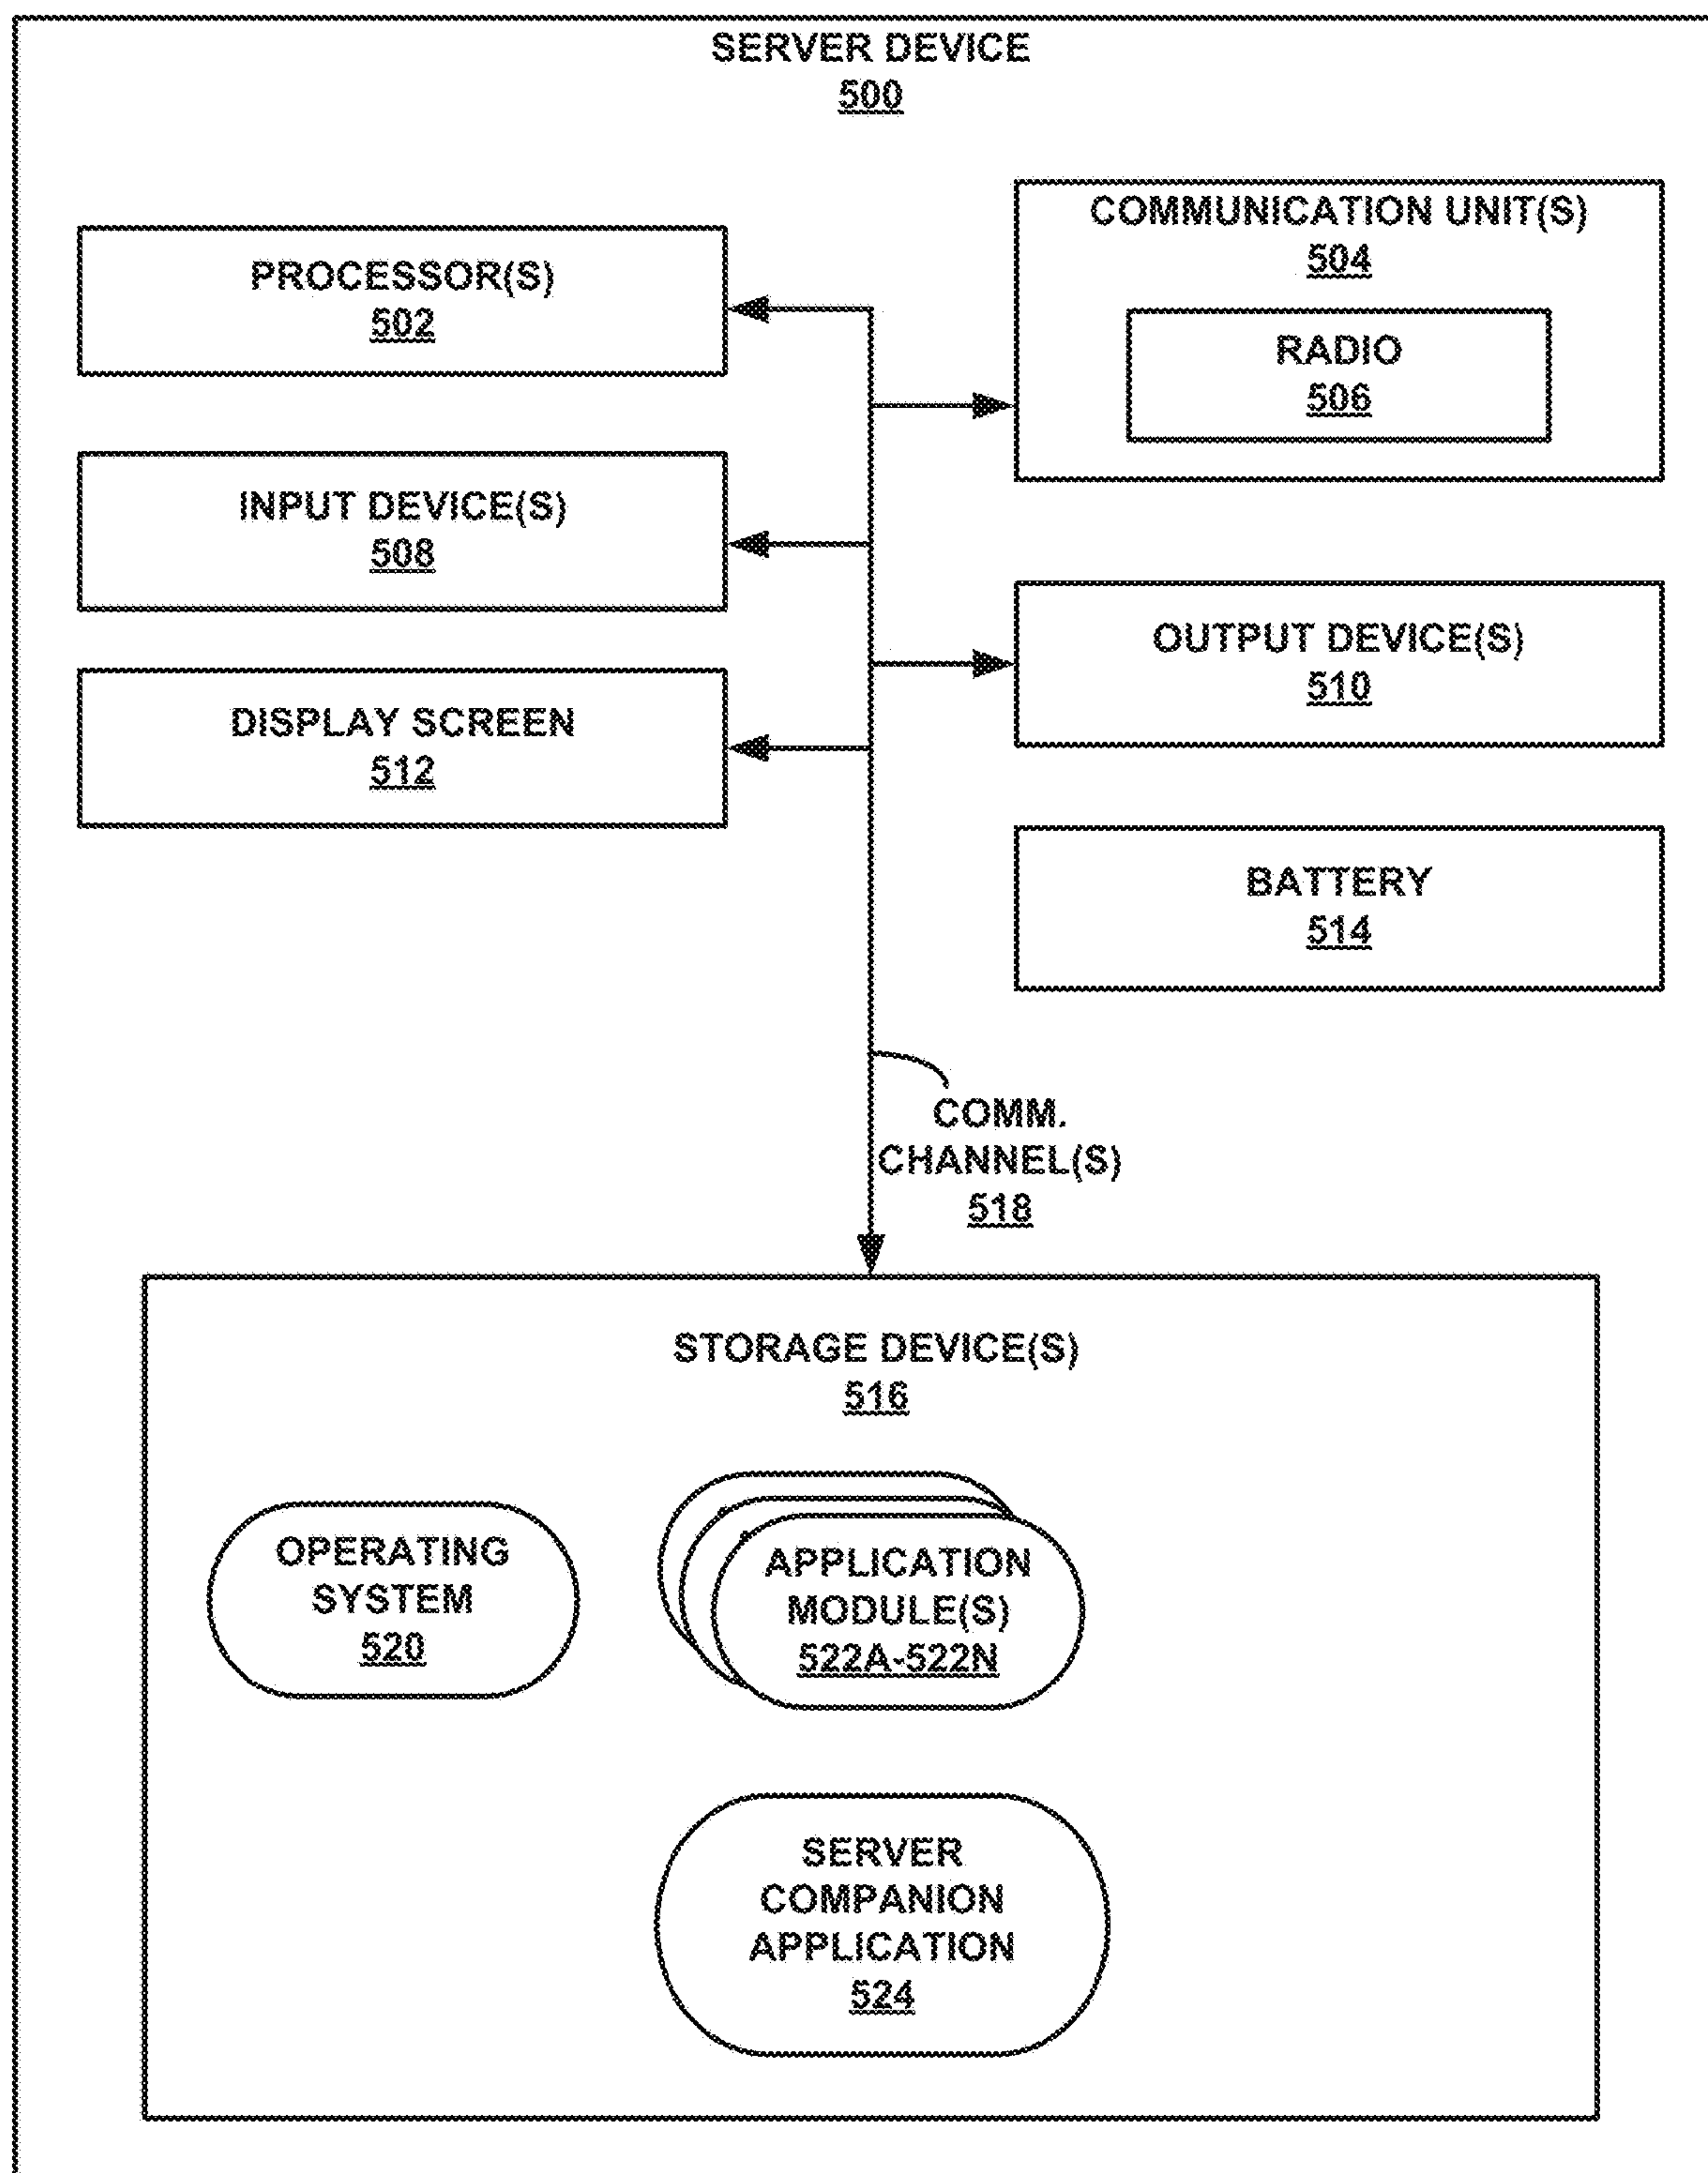 SERVER DEVICE
500
PROCESSOR(S)
502
COMMUNICATION UNIT(S)
504
RADIO
506
INPUT DEVICE(S)
508
OUTPUT DEVICE(S)
510
DISPLAY SCREEN
512
BATTERY
514
COMM.
CHANNEL(S)
518
STORAGE DEVICE(S)
516
OPERATING
SYSTEM
520
APPLICATION
MODULE(S)
522A-522N
SERVER
COMPANION
APPLICATION
524